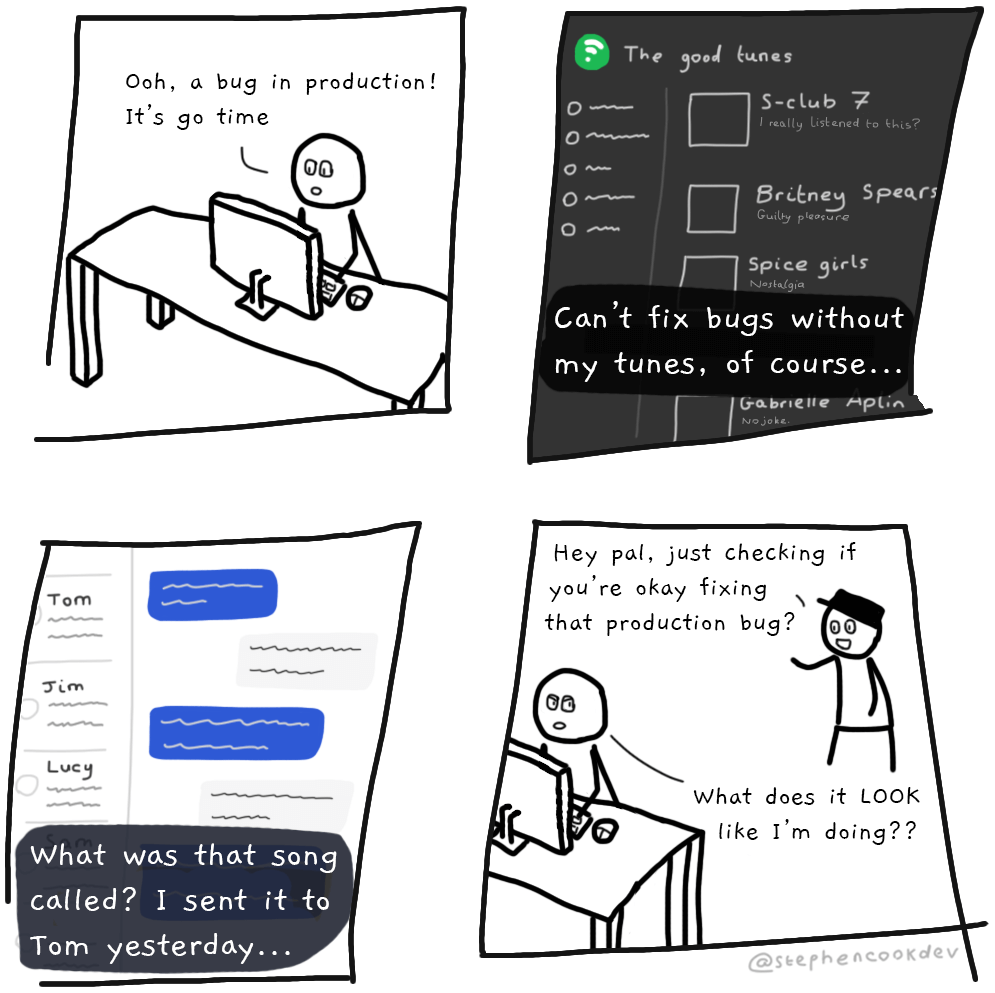 Ooh, a bug in production!
It's go time
The good tunes
S-club 7
I really listened to this?
Britney Spears
Guilty pleasure
Spice girls
Nostalgia
Can't fix bugs without
my tunes, of course...
Gabrielle Aplin
No joke.
Tom
Jim
Lucy
Sam
What was that song
called? I sent it to
Tom yesterday...
Hey pal, just checking if
you're okay fixing
that production bug?
What does it LOOK
like I'm doing??
@stephencookdev